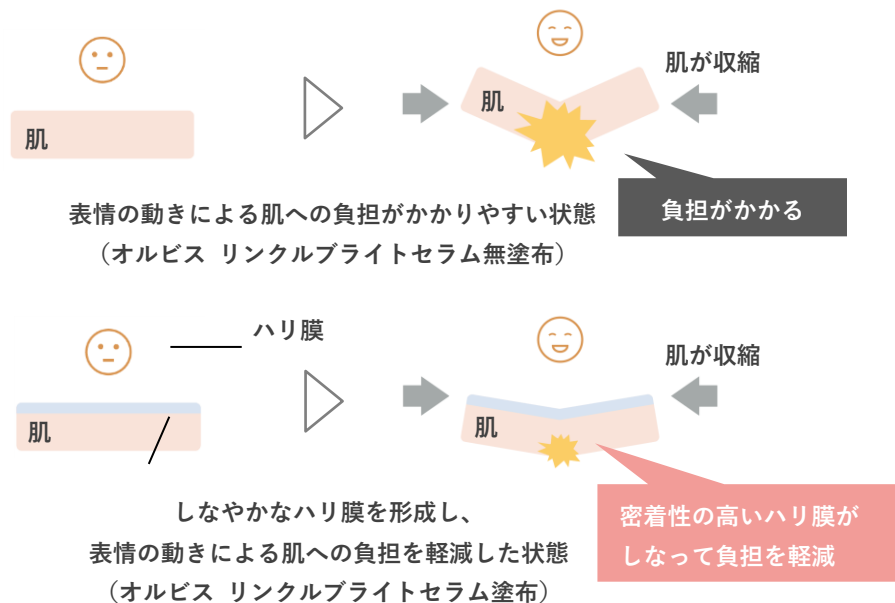 肌が収縮
肌
肌
負担がかかる
表情の動きによる肌への負担がかかりやすい状態
（オルビス リンクルブライトセラム無塗布）
ハリ膜
肌が収縮
肌
肌
密着性の高いハリ膜が
しなって負担を軽減
しなやかなハリ膜を形成し、
表情の動きによる肌への負担を軽減した状態
（オルビス リンクルブライトセラム塗布）